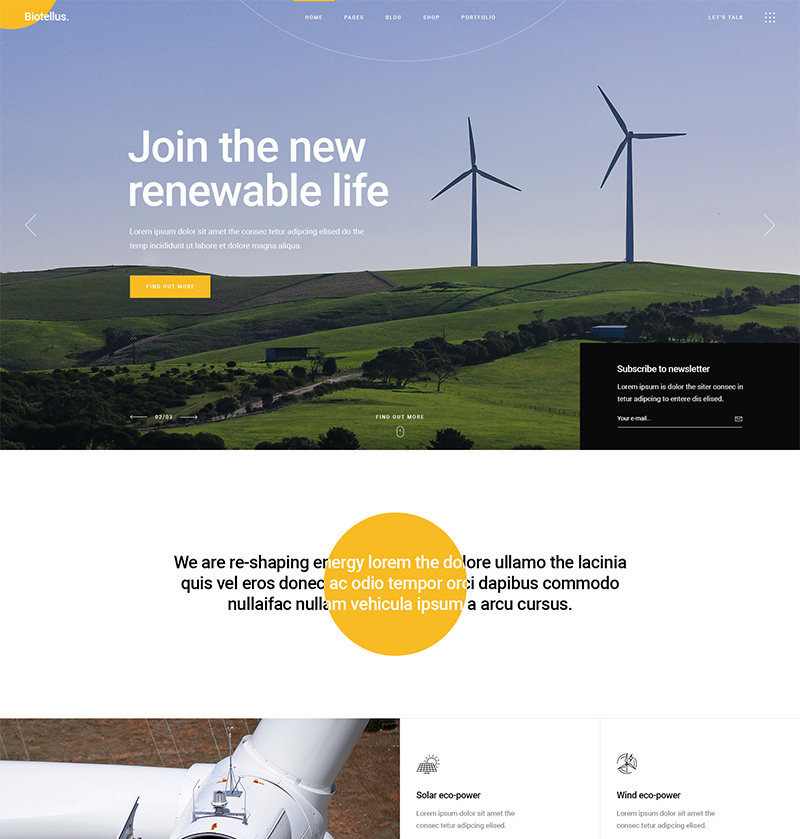 Biotellus.
HOME PAGES BLOG SHOP PORTFOLIO
LET'S TALK
Join the new
renewable life
Lorem ipsum dolor sit amet the consec tetur adipcing elised do the
temp incididunt ut labore et dolore magna aliqua.
FIND OUT MORE
02/03
FIND OUT MORE
Subscribe to newsletter
Lorem ipsum is dolor the siter consec in
tetur adipcing to entere dis elised.
Your e-mail...
We are re-shaping energy lorem the dolore ullamo the lacinia
quis vel eros donec ac odio tempor orci dapibus commodo
nullaifac nullam vehicula ipsum a arcu cursus.
Solar eco-power
Lorem ipsum dolor sit amet the
consec tetur adipcing elised.
Wind eco-power
Lorem ipsum dolor sit amet the
consec tetur adipcing elised.